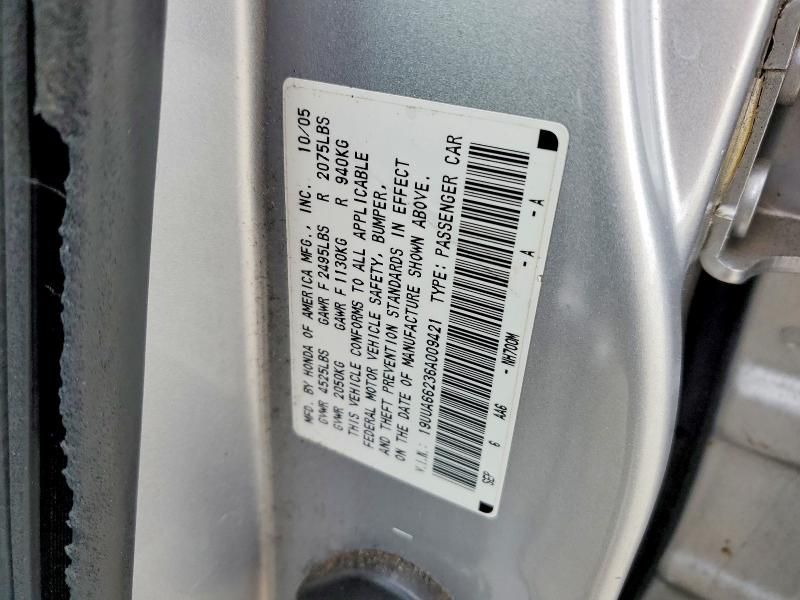 MFD. BY HONDA OF AMERICA MFG., INC. 10/05
GVWR 4525LBS GAWR F 2495LBS R 2075LBS
GVWR 2050KG GAWR F 1130KG R 940KG
THIS VEHICLE CONFORMS TO ALL APPLICABLE
FEDERAL MOTOR VEHICLE SAFETY, BUMPER,
AND THEFT PREVENTION STANDARDS IN EFFECT
ON THE DATE OF MANUFACTURE SHOWN ABOVE.
V.I.N.: 19UUA66236A009421 TYPE: PASSENGER CAR
SEP 6 AA6 -NH700M -A -A